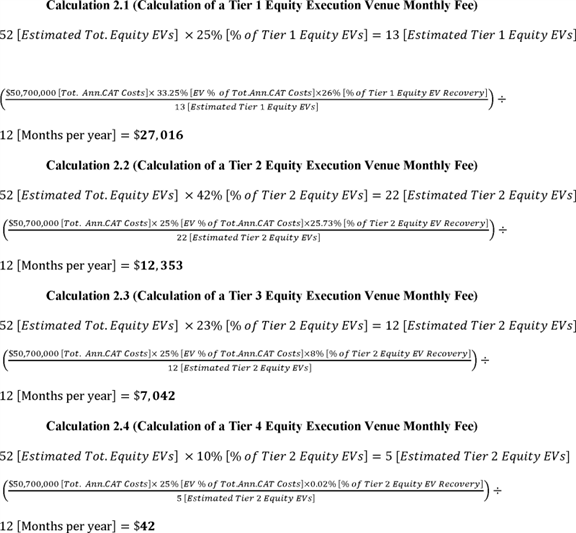 Calculation 2.1 (Calculation of a Tier 1 Equity Execution Venue Monthly Fee)
52 [Estimated Tot. Equity EVs] × 25% [% of Tier 1 Equity EVs] = 13 [Estimated Tier 1 Equity EVs]
($50,700,000 [Tot. Ann.CAT Costs]× 33.25% [EV % of Tot.Ann.CAT Costs]×26% [% of Tier 1 Equity EV Recovery]
13 [Estimated Tier 1 Equity EVs]) ÷
12 [Months per year] = $27,016
Calculation 2.2 (Calculation of a Tier 2 Equity Execution Venue Monthly Fee)
52 [Estimated Tot. Equity EVs] × 42% [% of Tier 2 Equity EVs] = 22 [Estimated Tier 2 Equity EVs]
($50,700,000 [Tot. Ann.CAT Costs]× 25% [EV % of Tot.Ann.CAT Costs]×25.73% [% of Tier 2 Equity EV Recovery]
22 [Estimated Tier 2 Equity EVs]) ÷
12 [Months per year] = $12,353
Calculation 2.3 (Calculation of a Tier 3 Equity Execution Venue Monthly Fee)
52 [Estimated Tot. Equity EVs] × 23% [% of Tier 2 Equity EVs] = 12 [Estimated Tier 2 Equity EVs]
($50,700,000 [Tot. Ann.CAT Costs]× 25% [EV % of Tot.Ann.CAT Costs]×8% [% of Tier 2 Equity EV Recovery]
12 [Estimated Tier 2 Equity EVs]) ÷
12 [Months per year] = $7,042
Calculation 2.4 (Calculation of a Tier 4 Equity Execution Venue Monthly Fee)
52 [Estimated Tot. Equity EVs] × 10% [% of Tier 2 Equity EVs] = 5 [Estimated Tier 2 Equity EVs]
($50,700,000 [Tot. Ann.CAT Costs]× 25% [EV % of Tot.Ann.CAT Costs]×0.02% [% of Tier 2 Equity EV Recovery]
5 [Estimated Tier 2 Equity EVs]) ÷
12 [Months per year] = $42